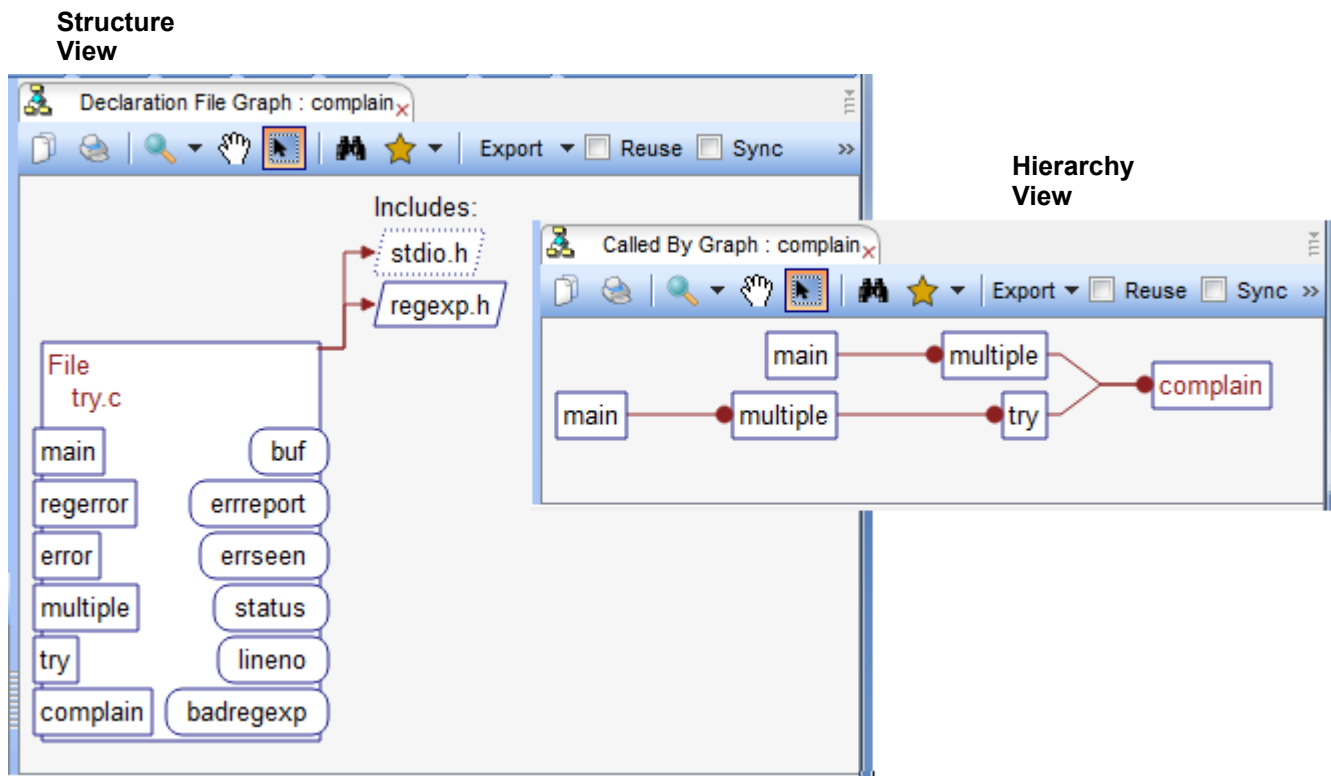 Structure
View
Declaration File Graph : complain
Export Reuse Sync »
Includes:
stdio.h
regexp.h
File
try.c
main buf
regerror errreport
error errseen
multiple status
try lineno
complain badregexp
Hierarchy
View
Called By Graph : complain
Export Reuse Sync »
main multiple
complain
main multiple try